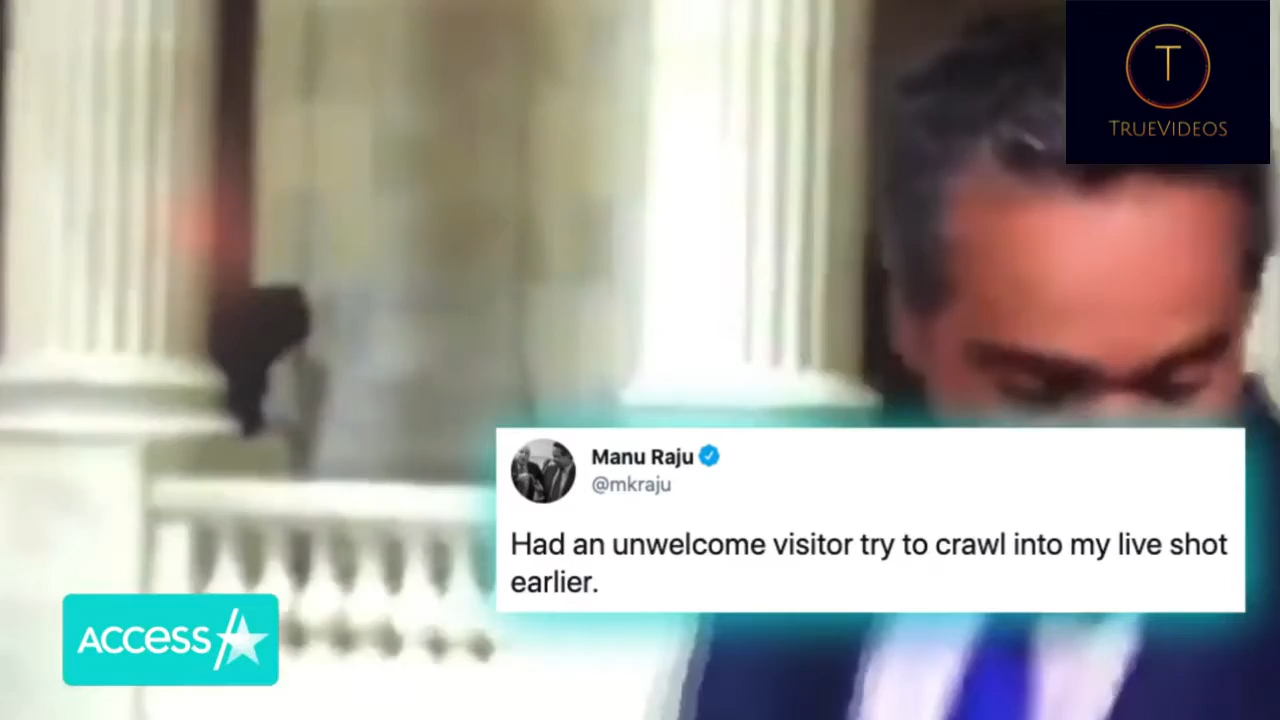 T
TRUEVIDEOS
Manu Raju
@mkraju
Had an unwelcome visitor try to crawl into my live shot
earlier.
ACCESS